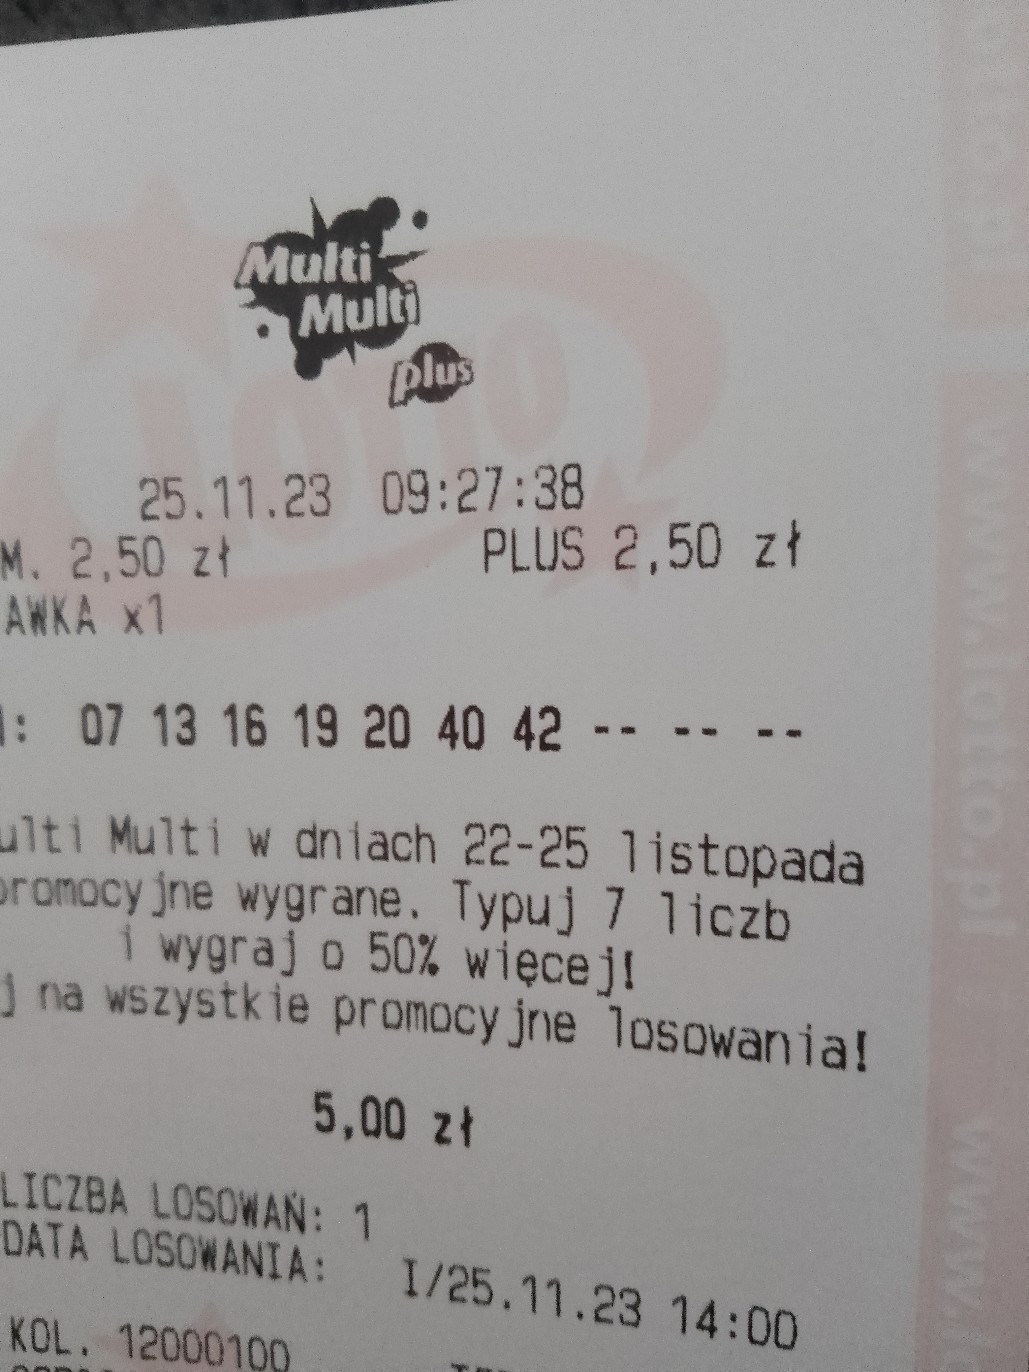 Multi
Multi
plus
LOTTO
25.11.23 09:27:38
M. 2,50 zł PLUS 2,50 zł
AWKA x1
: 07 13 16 19 20 40 42 -- -- --
ulti Multi w dniach 22-25 listopada
promocyjne wygrane. Typuj 7 liczb
i wygraj o 50% więcej!
j na wszystkie promocyjne losowania!
5,00 zł
LICZBA LOSOWAŃ: 1
DATA LOSOWANIA: I/25.11.23 14:00
KOL. 12000100
www.lotto.pl
www.